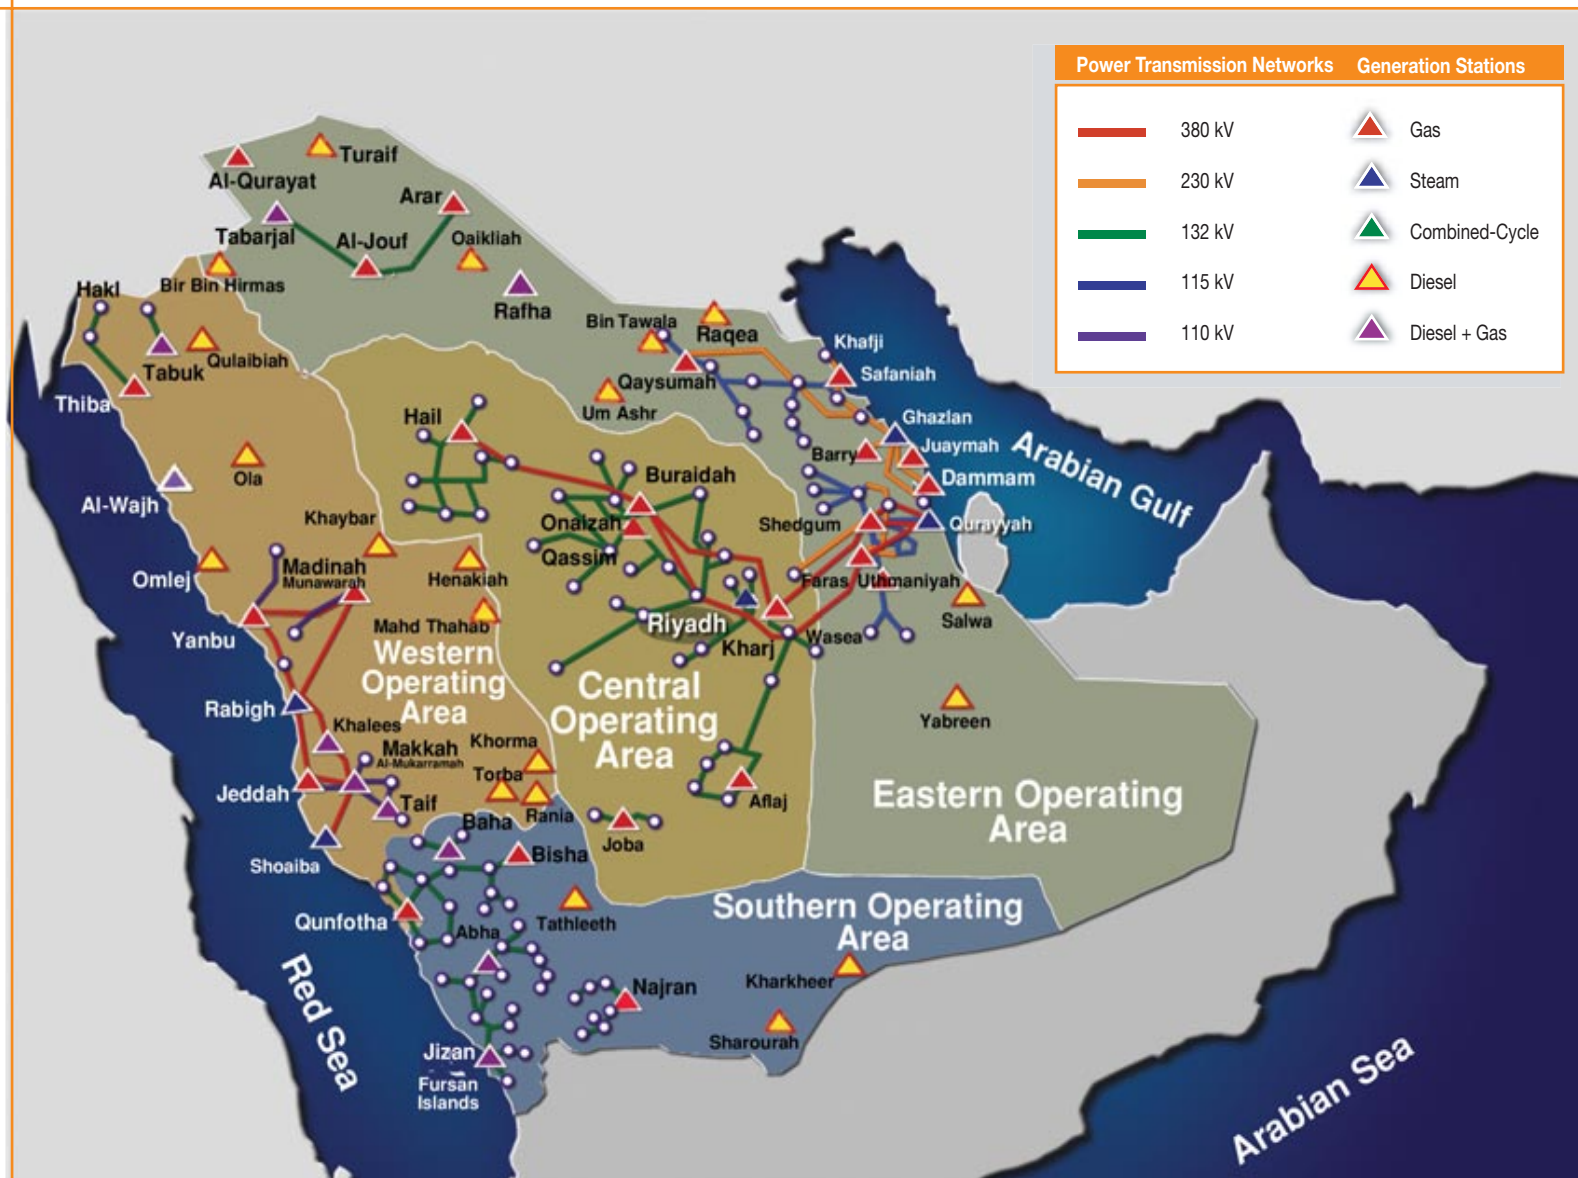 Power Transmission Networks Generation Stations
380 kV Gas
230 kV Steam
132 kV Combined-Cycle
115 kV Diesel
110 kV Diesel + Gas
Turaif
Al-Qurayat
Arar
Tabarjal
Al-Jouf
Oaikliah
Bir Bin Hirmas
Hakl
Rafha
Bin Tawala
Raqea
Khafji
Qulaibiah
Tabuk
Safaniah
Qaysumah
Thiba
Um Ashr
Hail
Ghazlan
Juaymah
Barry
Arabian Gulf
Ola
Buraidah
Dammam
Al-Wajh
Khaybar
Onaizah
Shedgum
Qurayyah
Qassim
Omlej
Madinah
Munawarah
Henakiah
Faras
Uthmaniyah
Salwa
Yanbu
Mahd Thahab
Riyadh
Kharj
Wasea
Western
Operating
Area
Central
Operating
Area
Rabigh
Khalees
Yabreen
Makkah
Al-Mukarramah
Khorma
Torba
Jeddah
Taif
Rania
Aflaj
Eastern Operating
Area
Baha
Joba
Bisha
Shoaiba
Qunfotha
Abha
Tathleeth
Southern Operating
Area
Kharkheer
Najran
Red Sea
Sharourah
Jizan
Fursan
Islands
Arabian Sea